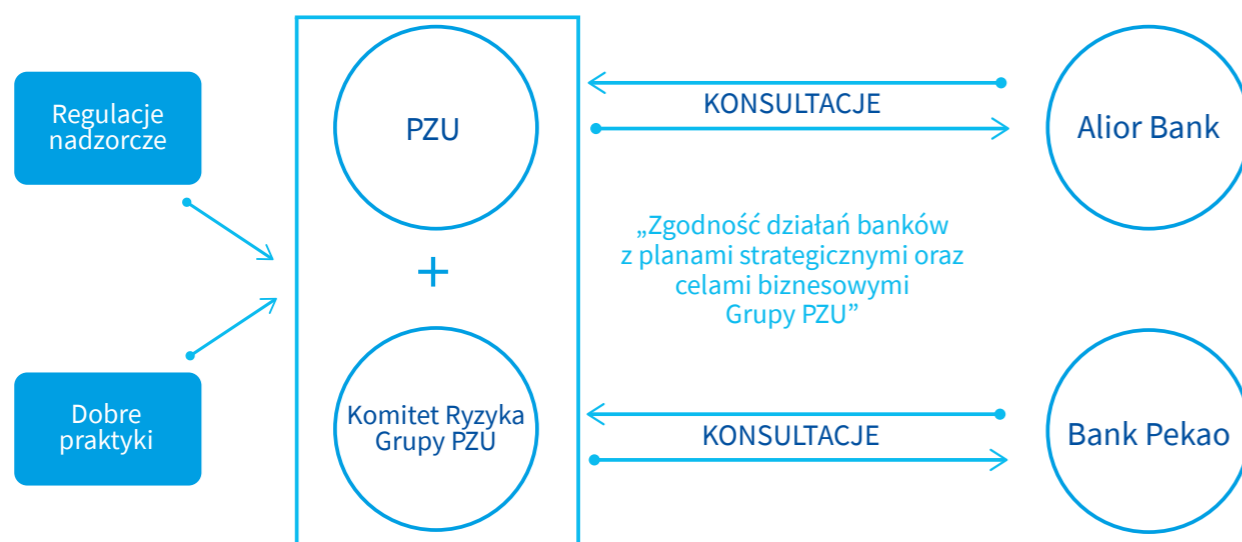 Regulacje
nadzorcze
Dobre
praktyki
PZU
+
Komitet Ryzyka
Grupy PZU
KONSULTACJE
„Zgodność działań banków
z planami strategicznymi oraz
celami biznesowymi
Grupy PZU”
KONSULTACJE
Alior Bank
Bank Pekao